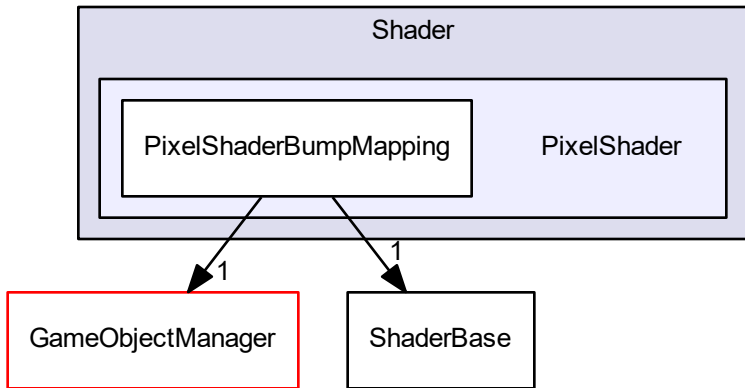 Shader
PixelShaderBumpMapping
PixelShader
1
1
GameObjectManager
ShaderBase